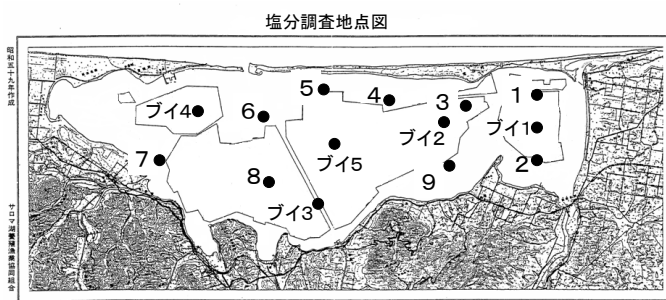 塩分調査地点図
昭和五十九年作成
サロマ湖養殖漁業協同組合
5
4
3
1
ブイ4
6
ブイ2
ブイ1
ブイ5
7
2
9
8
ブイ3